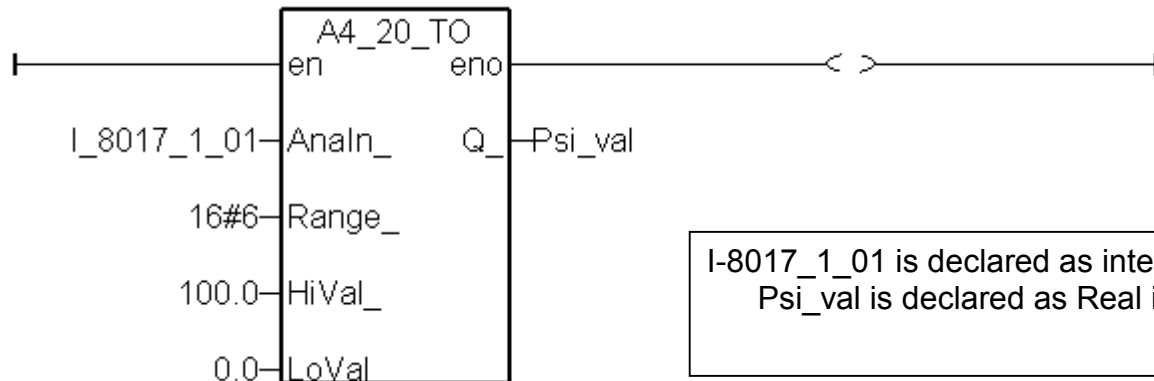 A4_20_TO
en eno
I_8017_1_01 AnaIn_ Q_ Psi_val
16#6 Range_
100.0 HiVal_
0.0 LoVal
I-8017_1_01 is declared as inte
Psi_val is declared as Real i